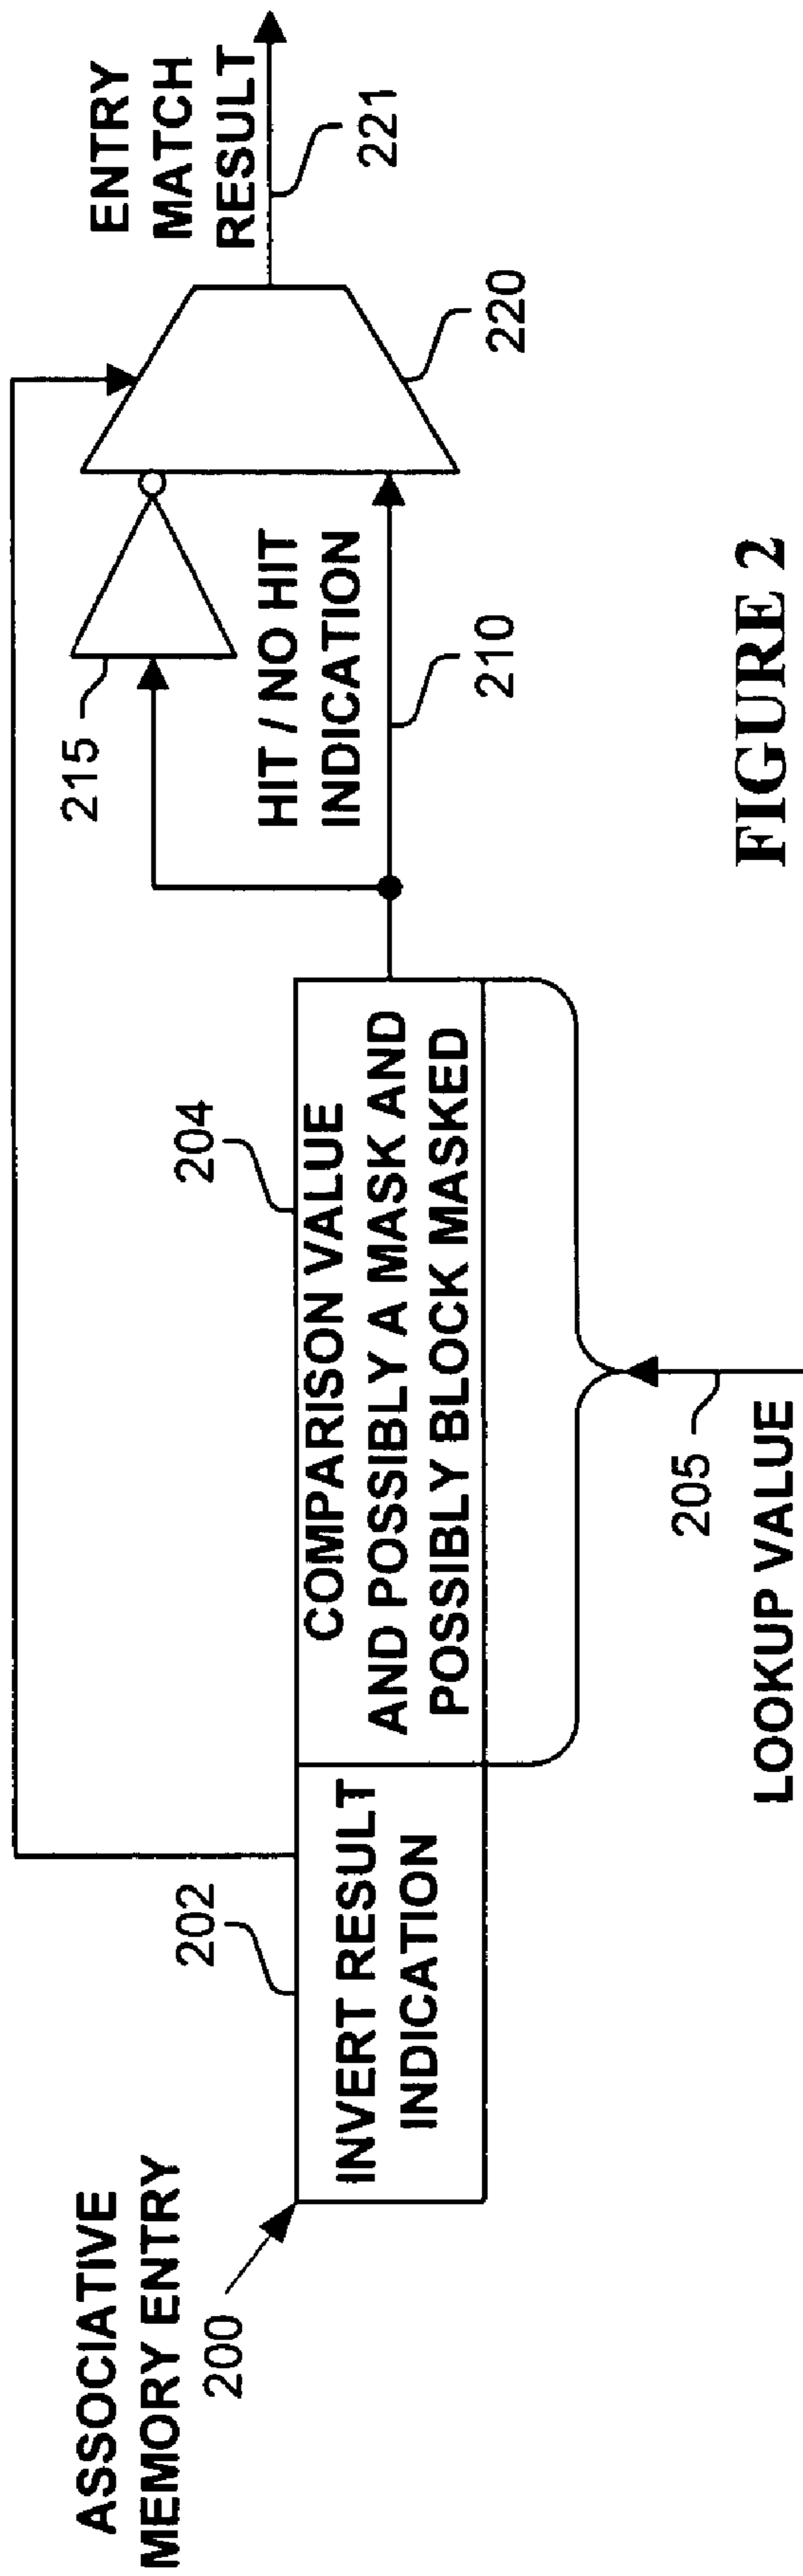 ASSOCIATIVE
MEMORY ENTRY
200
202
INVERT RESULT
INDICATION
204
COMPARISON VALUE
AND POSSIBLY A MASK AND
POSSIBLY BLOCK MASKED
205
LOOKUP VALUE
215
HIT / NO HIT
INDICATION
210
220
ENTRY
MATCH
RESULT
221
FIGURE 2